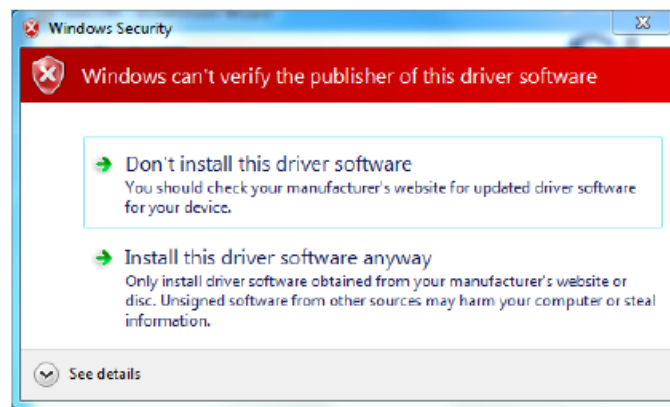 Windows Security
Windows can't verify the publisher of this driver software
Don't install this driver software
You should check your manufacturer's website for updated driver software
for your device.
Install this driver software anyway
Only install driver software obtained from your manufacturer's website or
disc. Unsigned software from other sources may harm your computer or steal
information.
See details